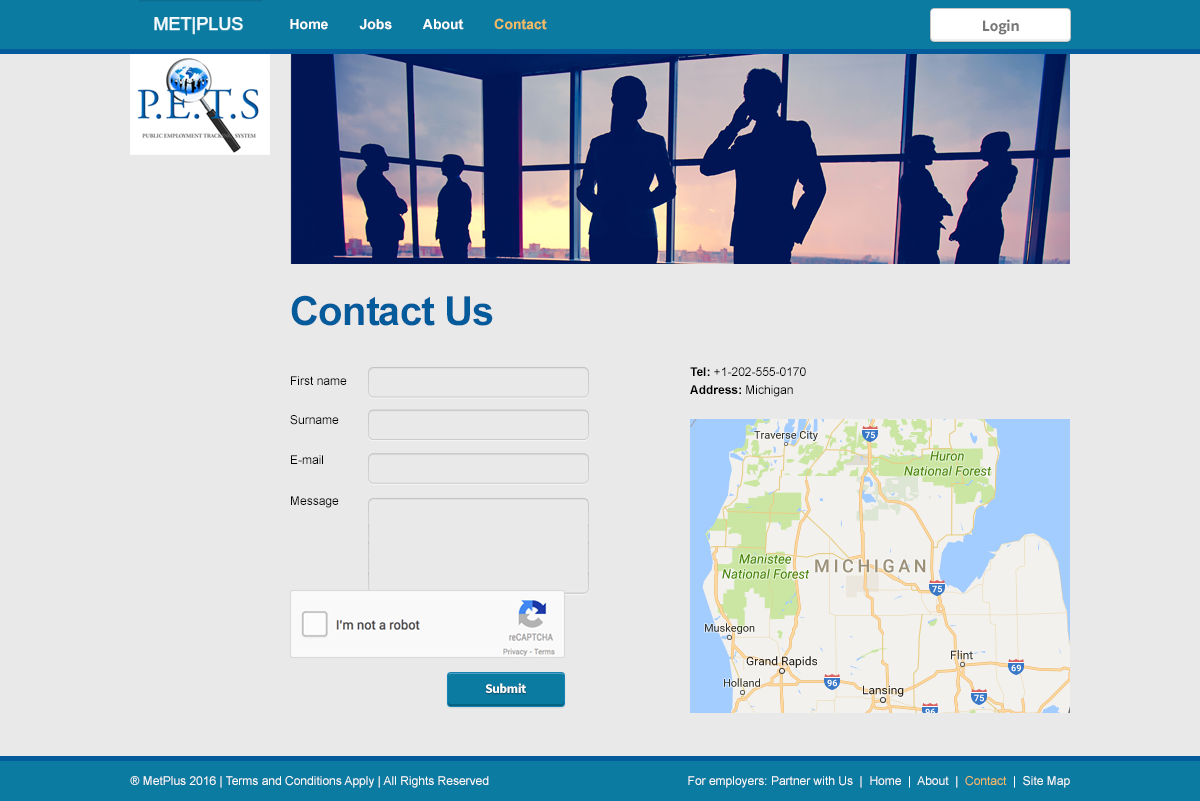 MET|PLUS Home Jobs About Contact Login
P.E.T.S
PUBLIC EMPLOYMENT TRACKING SYSTEM
Contact Us
First name
Surname
E-mail
Message
I'm not a robot
reCAPTCHA
Privacy - Terms
Submit
Tel: +1-202-555-0170
Address: Michigan
Traverse City
75
Huron
National Forest
Manistee
National Forest
MICHIGAN
75
Muskegon
Grand Rapids
Flint
69
Holland
96
Lansing
75
96
® MetPlus 2016 | Terms and Conditions Apply | All Rights Reserved
For employers: Partner with Us | Home | About | Contact | Site Map